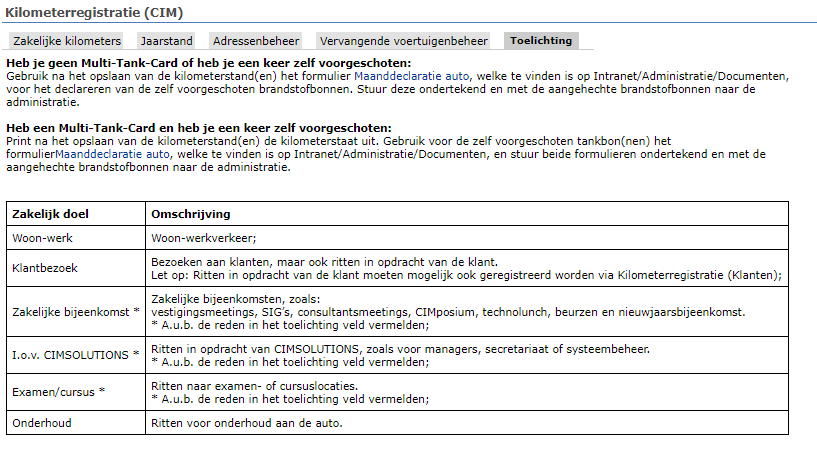 Kilometerregistratie (CIM)
Zakelijke kilometers Jaarstand Adressenbeheer Vervangende voertuigenbeheer Toelichting
Heb je geen Multi-Tank-Card of heb je een keer zelf voorgeschoten:
Gebruik na het opslaan van de kilometerstand(en) het formulier Maanddeclaratie auto, welke te vinden is op Intranet/Administratie/Documenten,
voor het declareren van de zelf voorgeschoten brandstofbonnen. Stuur deze ondertekend en met de aangehechte brandstofbonnen naar de
administratie.
Heb een Multi-Tank-Card en heb je een keer zelf voorgeschoten:
Print na het opslaan van de kilometerstand(en) de kilometerstaat uit. Gebruik voor de zelf voorgeschoten tankbon(nen) het
formulierMaanddeclaratie auto, welke te vinden is op Intranet/Administratie/Documenten, en stuur beide formulieren ondertekend en met de
aangehechte brandstofbonnen naar de administratie.
Zakelijk doel Omschrijving
Woon-werk Woon-werkverkeer;
Klantbezoek Bezoeken aan klanten, maar ook ritten in opdracht van de klant.
Let op: Ritten in opdracht van de klant moeten mogelijk ook geregistreerd worden via Kilometerregistratie (Klanten);
Zakelijke bijeenkomst * Zakelijke bijeenkomsten, zoals:
vestigingsmeetings, SIG's, consultantsmeetings, CIMposium, technolunch, beurzen en nieuwjaarsbijeenkomst.
* A.u.b. de reden in het toelichting veld vermelden;
I.o.v. CIMSOLUTIONS * Ritten in opdracht van CIMSOLUTIONS, zoals voor managers, secretariaat of systeembeheer.
* A.u.b. de reden in het toelichting veld vermelden;
Examen/cursus * Ritten naar examen- of cursuslocaties.
* A.u.b. de reden in het toelichting veld vermelden;
Onderhoud Ritten voor onderhoud aan de auto.